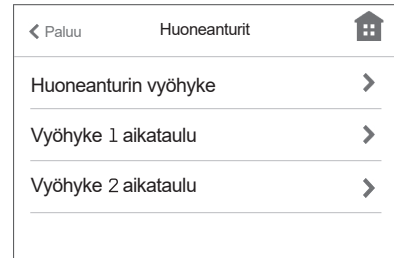 Paluu Huoneanturit
Huoneanturin vyöhyke
Vyöhyke 1 aikataulu
Vyöhyke 2 aikataulu